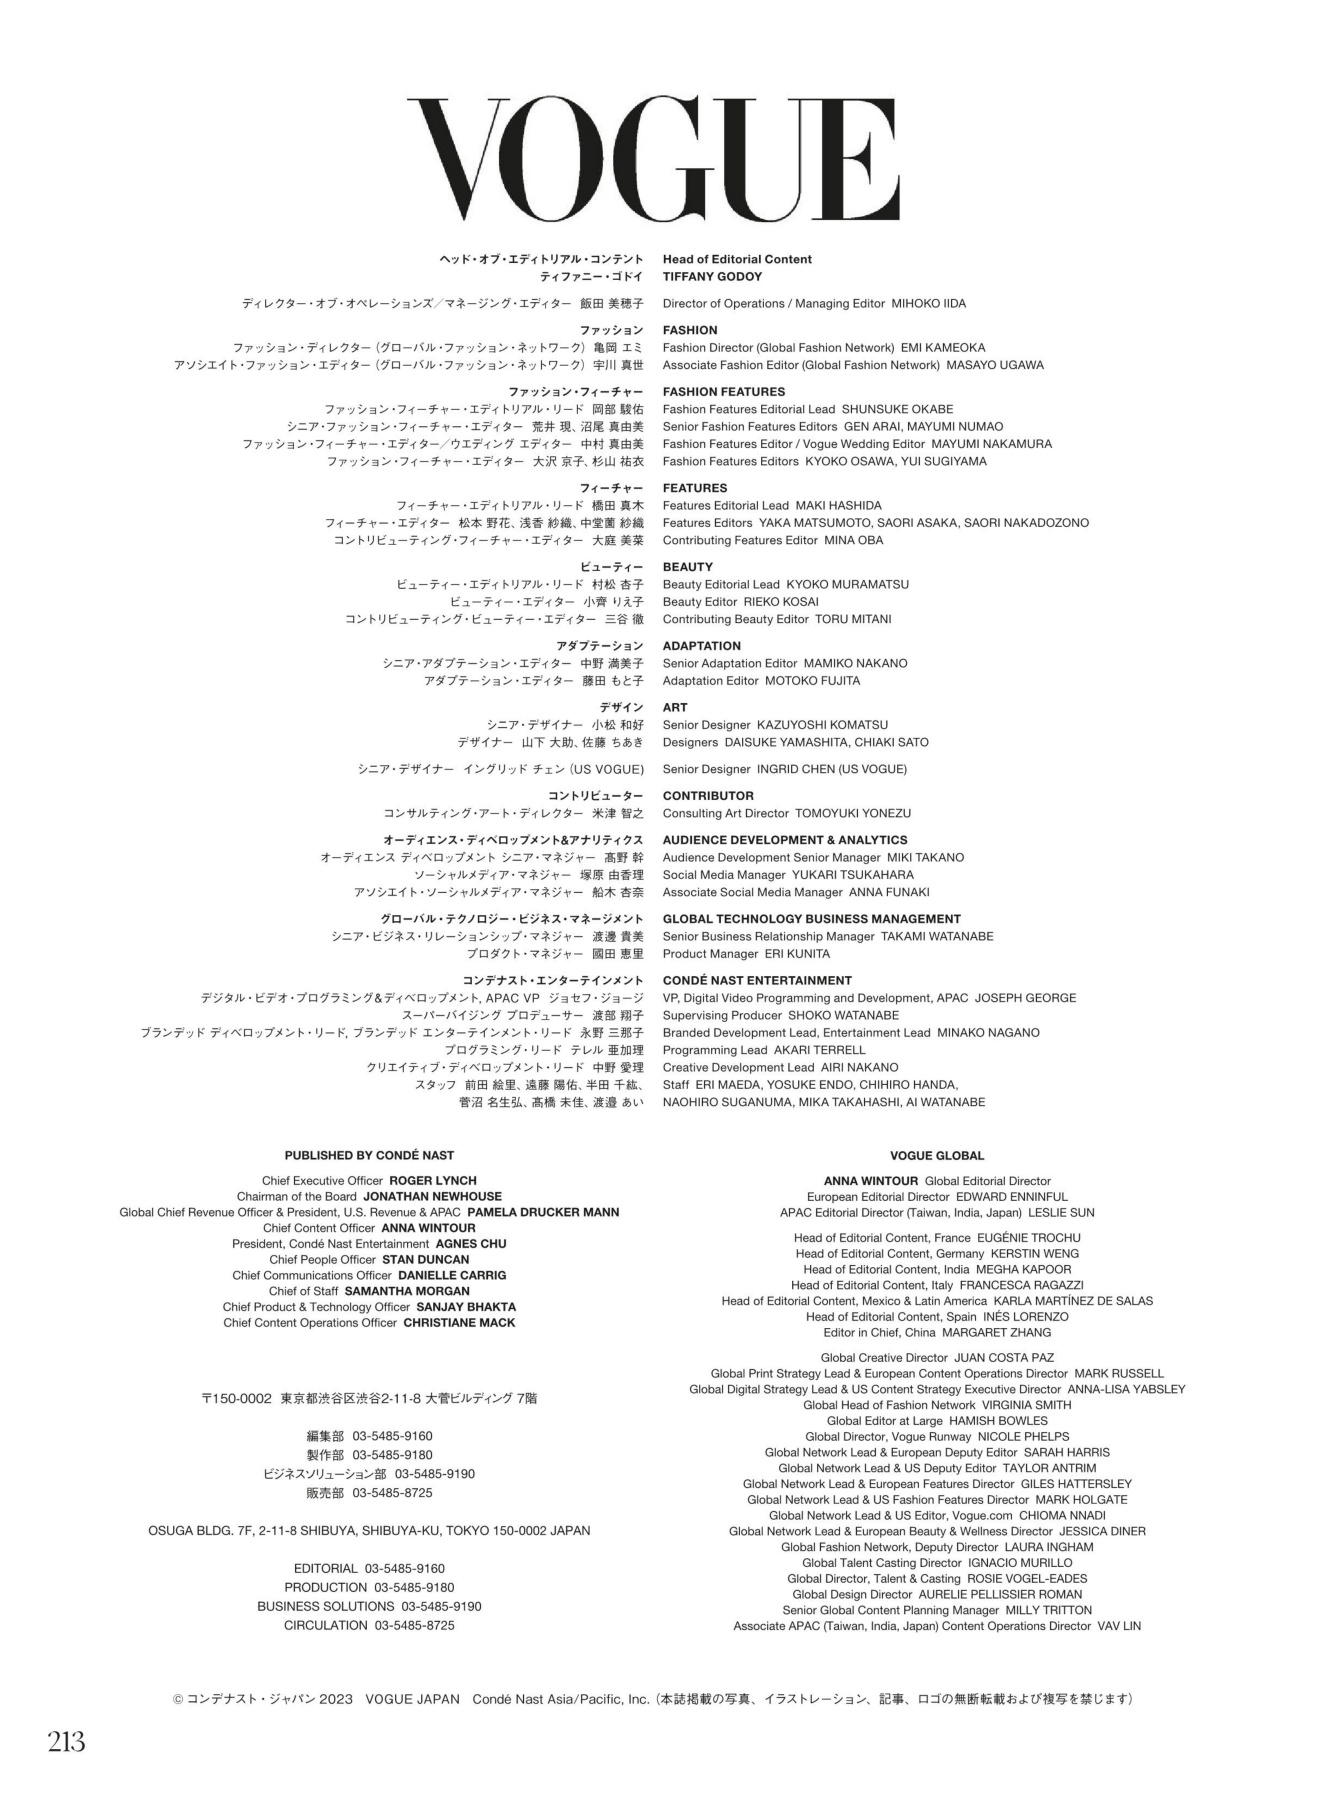 VOGUE
ヘッド・オブ・エディトリアル・コンテント Head of Editorial Content
ティファニー・ゴドイ TIFFANY GODOY
ディレクター・オブ・オペレーションズ／マネージング・エディター 飯田 美穂子 Director of Operations / Managing Editor MIHOKO IIDA
ファッション FASHION
ファッション・ディレクター（グローバル・ファッション・ネットワーク） 亀岡 エミ Fashion Director (Global Fashion Network) EMI KAMEOKA
アソシエイト・ファッション・エディター（グローバル・ファッション・ネットワーク） 宇川 真世 Associate Fashion Editor (Global Fashion Network) MASAYO UGAWA
ファッション・フィーチャー FASHION FEATURES
ファッション・フィーチャー・エディトリアル・リード 岡部 駿佑 Fashion Features Editorial Lead SHUNSUKE OKABE
シニア・ファッション・フィーチャー・エディター 荒井 現、沼尾 真由美 Senior Fashion Features Editors GEN ARAI, MAYUMI NUMAO
ファッション・フィーチャー・エディター／ウエディング エディター 中村 真由美 Fashion Features Editor / Vogue Wedding Editor MAYUMI NAKAMURA
ファッション・フィーチャー・エディター 大沢 京子、杉山 祐衣 Fashion Features Editors KYOKO OSAWA, YUI SUGIYAMA
フィーチャー FEATURES
フィーチャー・エディトリアル・リード 橋田 真木 Features Editorial Lead MAKI HASHIDA
フィーチャー・エディター 松本 野花、浅香 紗織、中堂薗 紗織 Features Editors YAKA MATSUMOTO, SAORI ASAKA, SAORI NAKADOZONO
コントリビューティング・フィーチャー・エディター 大庭 美菜 Contributing Features Editor MINA OBA
ビューティー BEAUTY
ビューティー・エディトリアル・リード 村松 杏子 Beauty Editorial Lead KYOKO MURAMATSU
ビューティー・エディター 小齊 りえ子 Beauty Editor RIEKO KOSAI
コントリビューティング・ビューティー・エディター 三谷 徹 Contributing Beauty Editor TORU MITANI
アダプテーション ADAPTATION
シニア・アダプテーション・エディター 中野 満美子 Senior Adaptation Editor MAMIKO NAKANO
アダプテーション・エディター 藤田 もと子 Adaptation Editor MOTOKO FUJITA
デザイン ART
シニア・デザイナー 小松 和好 Senior Designer KAZUYOSHI KOMATSU
デザイナー 山下 大助、佐藤 ちあき Designers DAISUKE YAMASHITA, CHIAKI SATO
シニア・デザイナー イングリッド チェン（US VOGUE) Senior Designer INGRID CHEN (US VOGUE)
コントリビューター CONTRIBUTOR
コンサルティング・アート・ディレクター 米津 智之 Consulting Art Director TOMOYUKI YONEZU
オーディエンス・ディベロップメント&アナリティクス AUDIENCE DEVELOPMENT & ANALYTICS
オーディエンス ディベロップメント シニア・マネジャー 髙野 幹 Audience Development Senior Manager MIKI TAKANO
ソーシャルメディア・マネジャー 塚原 由香理 Social Media Manager YUKARI TSUKAHARA
アソシエイト・ソーシャルメディア・マネジャー 船木 杏奈 Associate Social Media Manager ANNA FUNAKI
グローバル・テクノロジー・ビジネス・マネージメント GLOBAL TECHNOLOGY BUSINESS MANAGEMENT
シニア・ビジネス・リレーションシップ・マネジャー 渡邊 貴美 Senior Business Relationship Manager TAKAMI WATANABE
プロダクト・マネジャー 國田 恵里 Product Manager ERI KUNITA
コンデナスト・エンターテインメント CONDÉ NAST ENTERTAINMENT
デジタル・ビデオ・プログラミング&ディベロップメント, APAC VP ジョセフ・ジョージ VP, Digital Video Programming and Development, APAC JOSEPH GEORGE
スーパーバイジング プロデューサー 渡部 翔子 Supervising Producer SHOKO WATANABE
ブランデッド ディベロップメント・リード, ブランデッド エンターテインメント・リード 永野 三那子 Branded Development Lead, Entertainment Lead MINAKO NAGANO
プログラミング・リード テレル 亜加理 Programming Lead AKARI TERRELL
クリエイティブ・ディベロップメント・リード 中野 愛理 Creative Development Lead AIRI NAKANO
スタッフ 前田 絵里、遠藤 陽佑、半田 千紘、 Staff ERI MAEDA, YOSUKE ENDO, CHIHIRO HANDA,
菅沼 名生弘、髙橋 未佳、渡邉 あい NAOHIRO SUGANUMA, MIKA TAKAHASHI, AI WATANABE
PUBLISHED BY CONDÉ NAST
Chief Executive Officer ROGER LYNCH
Chairman of the Board JONATHAN NEWHOUSE
Global Chief Revenue Officer & President, U.S. Revenue & APAC PAMELA DRUCKER MANN
Chief Content Officer ANNA WINTOUR
President, Condé Nast Entertainment AGNES CHU
Chief People Officer STAN DUNCAN
Chief Communications Officer DANIELLE CARRIG
Chief of Staff SAMANTHA MORGAN
Chief Product & Technology Officer SANJAY BHAKTA
Chief Content Operations Officer CHRISTIANE MACK
〒150-0002 東京都渋谷区渋谷2-11-8 大菅ビルディング 7階
編集部 03-5485-9160
製作部 03-5485-9180
ビジネスソリューション部 03-5485-9190
販売部 03-5485-8725
OSUGA BLDG. 7F, 2-11-8 SHIBUYA, SHIBUYA-KU, TOKYO 150-0002 JAPAN
EDITORIAL 03-5485-9160
PRODUCTION 03-5485-9180
BUSINESS SOLUTIONS 03-5485-9190
CIRCULATION 03-5485-8725
VOGUE GLOBAL
ANNA WINTOUR Global Editorial Director
European Editorial Director EDWARD ENNINFUL
APAC Editorial Director (Taiwan, India, Japan) LESLIE SUN
Head of Editorial Content, France EUGÉNIE TROCHU
Head of Editorial Content, Germany KERSTIN WENG
Head of Editorial Content, India MEGHA KAPOOR
Head of Editorial Content, Italy FRANCESCA RAGAZZI
Head of Editorial Content, Mexico & Latin America KARLA MARTÍNEZ DE SALAS
Head of Editorial Content, Spain INÉS LORENZO
Editor in Chief, China MARGARET ZHANG
Global Creative Director JUAN COSTA PAZ
Global Print Strategy Lead & European Content Operations Director MARK RUSSELL
Global Digital Strategy Lead & US Content Strategy Executive Director ANNA-LISA YABSLEY
Global Head of Fashion Network VIRGINIA SMITH
Global Editor at Large HAMISH BOWLES
Global Director, Vogue Runway NICOLE PHELPS
Global Network Lead & European Deputy Editor SARAH HARRIS
Global Network Lead & US Deputy Editor TAYLOR ANTRIM
Global Network Lead & European Features Director GILES HATTERSLEY
Global Network Lead & US Fashion Features Director MARK HOLGATE
Global Network Lead & US Editor, Vogue.com CHIOMA NNADI
Global Network Lead & European Beauty & Wellness Director JESSICA DINER
Global Fashion Network, Deputy Director LAURA INGHAM
Global Talent Casting Director IGNACIO MURILLO
Global Director, Talent & Casting ROSIE VOGEL-EADES
Global Design Director AURELIE PELLISSIER ROMAN
Senior Global Content Planning Manager MILLY TRITTON
Associate APAC (Taiwan, India, Japan) Content Operations Director VAV LIN
© コンデナスト・ジャパン 2023 VOGUE JAPAN Condé Nast Asia/Pacific, Inc.（本誌掲載の写真、イラストレーション、記事、ロゴの無断転載および複写を禁じます）
213